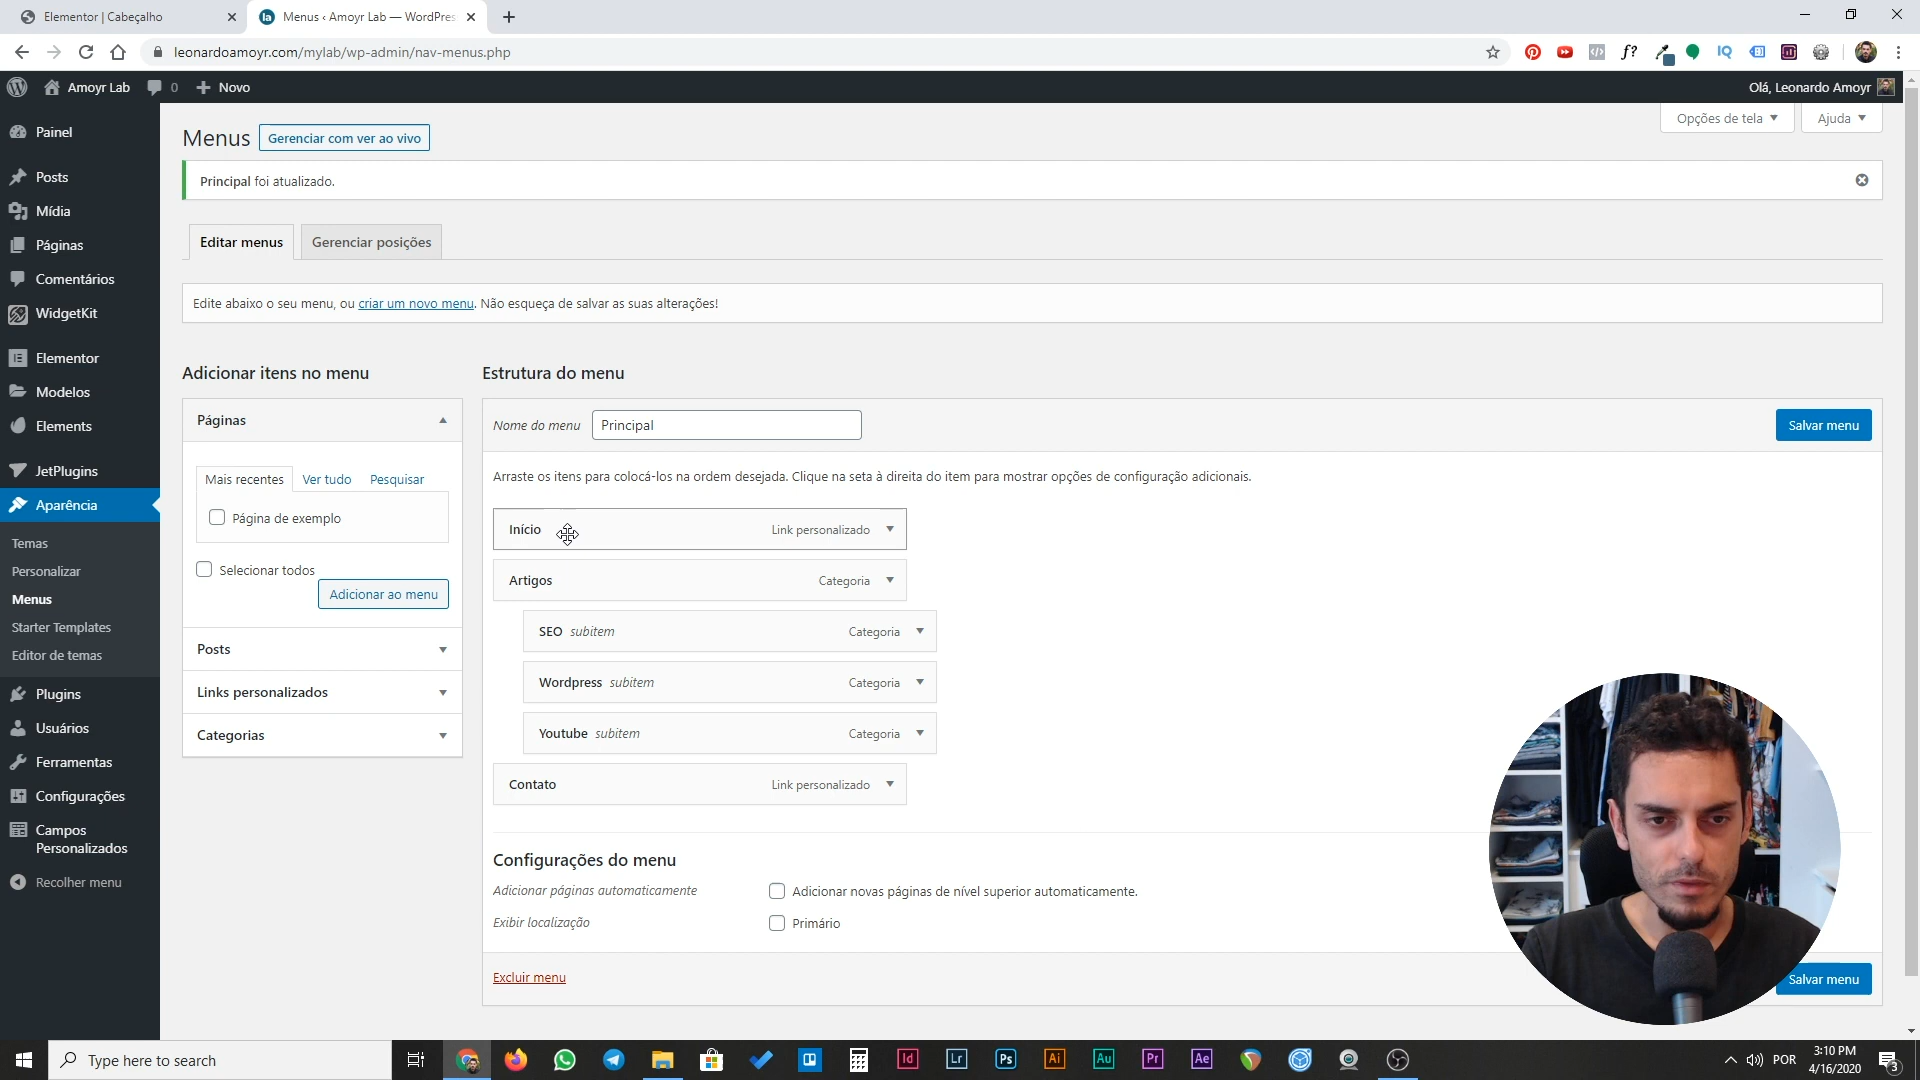 Elementor | Cabeçalho
Menus ‹ Amoyr Lab — WordPres
leonardoamoyr.com/mylab/wp-admin/nav-menus.php
Amoyr Lab
0
Novo
Olá, Leonardo Amoyr
Painel
Posts
Mídia
Páginas
Comentários
WidgetKit
Elementor
Modelos
Elements
JetPlugins
Aparência
Temas
Personalizar
Menus
Starter Templates
Editor de temas
Plugins
Usuários
Ferramentas
Configurações
Campos
Personalizados
Recolher menu
Opções de tela
Ajuda
Menus
Gerenciar com ver ao vivo
Principal foi atualizado.
Editar menus
Gerenciar posições
Edite abaixo o seu menu, ou criar um novo menu. Não esqueça de salvar as suas alterações!
Adicionar itens no menu
Páginas
Mais recentes
Ver tudo
Pesquisar
Página de exemplo
Selecionar todos
Adicionar ao menu
Posts
Links personalizados
Categorias
Estrutura do menu
Nome do menu
Principal
Salvar menu
Arraste os itens para colocá-los na ordem desejada. Clique na seta à direita do item para mostrar opções de configuração adicionais.
Início
Link personalizado
Artigos
Categoria
SEO subitem
Categoria
Wordpress subitem
Categoria
Youtube subitem
Categoria
Contato
Link personalizado
Configurações do menu
Adicionar páginas automaticamente
Adicionar novas páginas de nível superior automaticamente.
Exibir localização
Primário
Excluir menu
Salvar menu
Type here to search
Id
Lr
Ps
Ai
Au
Pr
Ae
POR
3:10 PM
4/16/2020
3